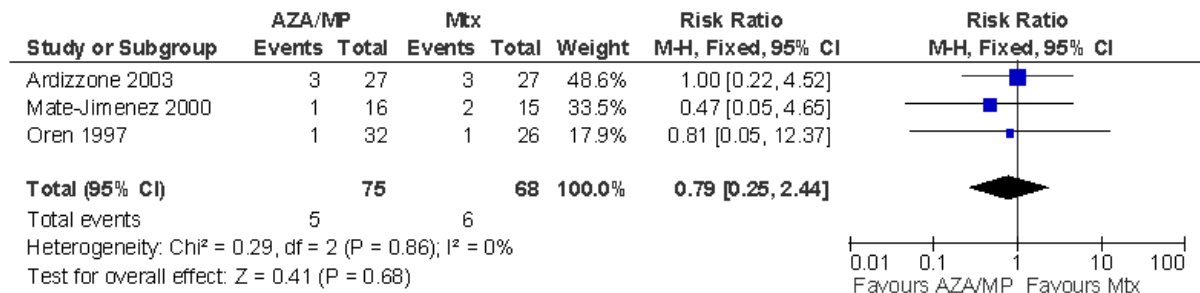 AZA/MP Mtx Risk Ratio Risk Ratio
Study or Subgroup Events Total Events Total Weight M-H, Fixed, 95% CI M-H, Fixed, 95% CI
Ardizzone 2003 3 27 3 27 48.6% 1.00 [0.22, 4.52]
Mate-Jimenez 2000 1 16 2 15 33.5% 0.47 [0.05, 4.65]
Oren 1997 1 32 1 26 17.9% 0.81 [0.05, 12.37]
Total (95% CI) 75 68 100.0% 0.79 [0.25, 2.44]
Total events 5 6
Heterogeneity: Chi² = 0.29, df = 2 (P = 0.86); I² = 0%
Test for overall effect: Z = 0.41 (P = 0.68)
0.01 0.1 1 10 100
Favours AZA/MP Favours Mtx